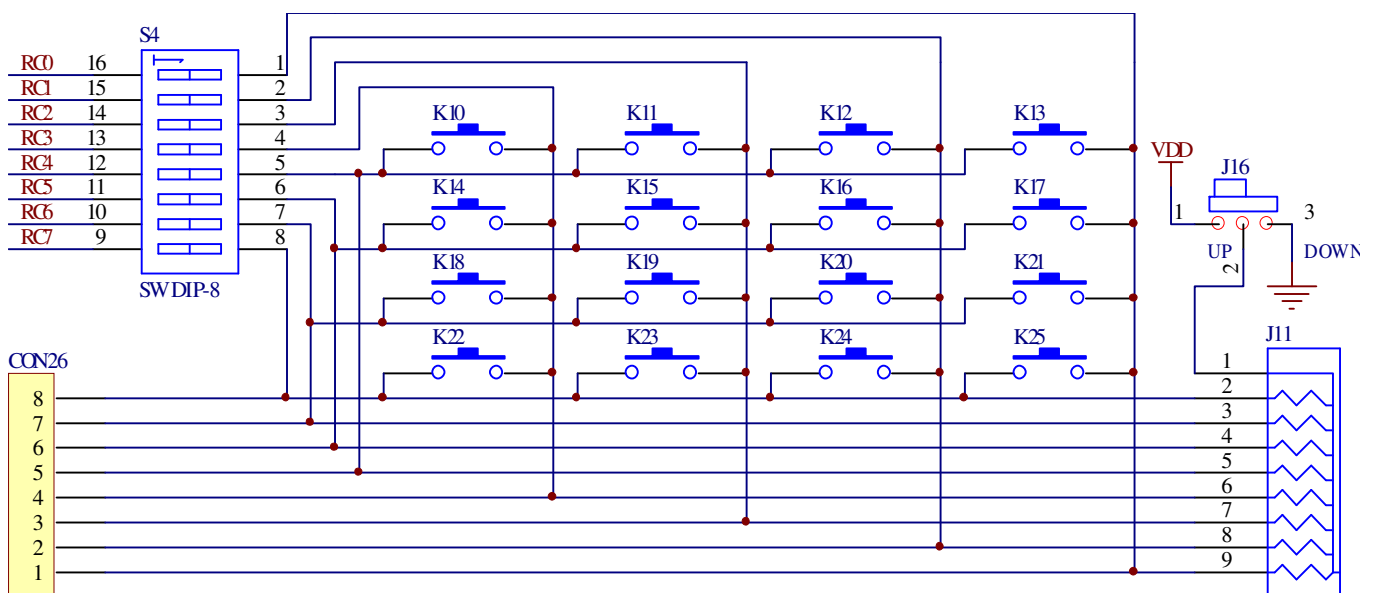 S4
RC0 16 1
RC1 15 2
RC2 14 3
RC3 13 4
RC4 12 5
RC5 11 6
RC6 10 7
RC7 9 8
SWDIP-8
K10 K11 K12 K13
K14 K15 K16 K17
K18 K19 K20 K21
K22 K23 K24 K25
VDD
J16
1 3
UP 2 DOWN
CON26
8
7
6
5
4
3
2
1
J11
1
2
3
4
5
6
7
8
9